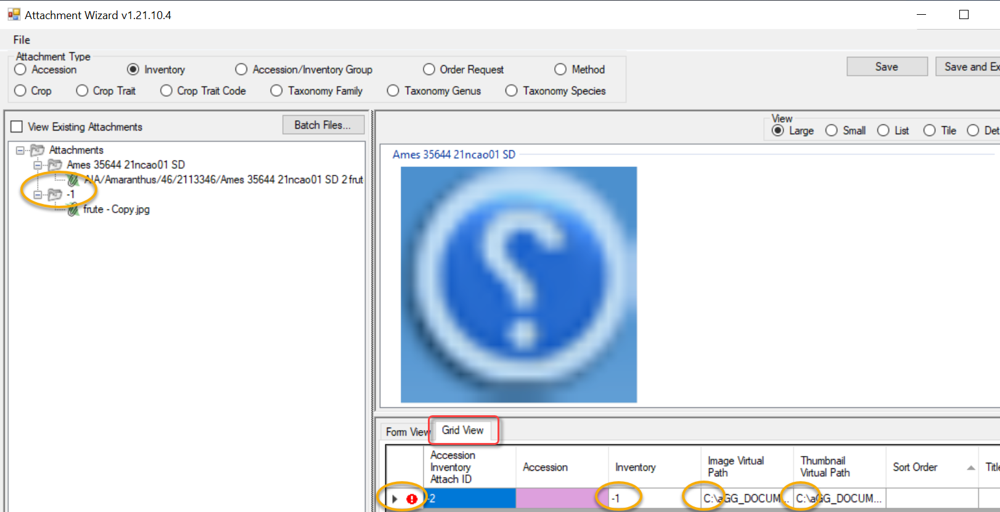 Attachment Wizard v1.21.10.4
File
Attachment Type
Accession Inventory Accession/Inventory Group Order Request Method
Crop Crop Trait Crop Trait Code Taxonomy Family Taxonomy Genus Taxonomy Species
Save Save and Ex
View Existing Attachments Batch Files...
Attachments
Ames 35644 21ncao01 SD
AIA/Amaranthus/46/2113346/Ames 35644 21ncao01 SD 2 frut
-1
frute - Copy.jpg
View
Large Small List Tile Det
Ames 35644 21ncao01 SD
Form View Grid View
Accession Inventory Attach ID Accession Inventory Image Virtual Path Thumbnail Virtual Path Sort Order Title
-2 -1 C:\aGG_DOCUM... C:\aGG_DOCUM...